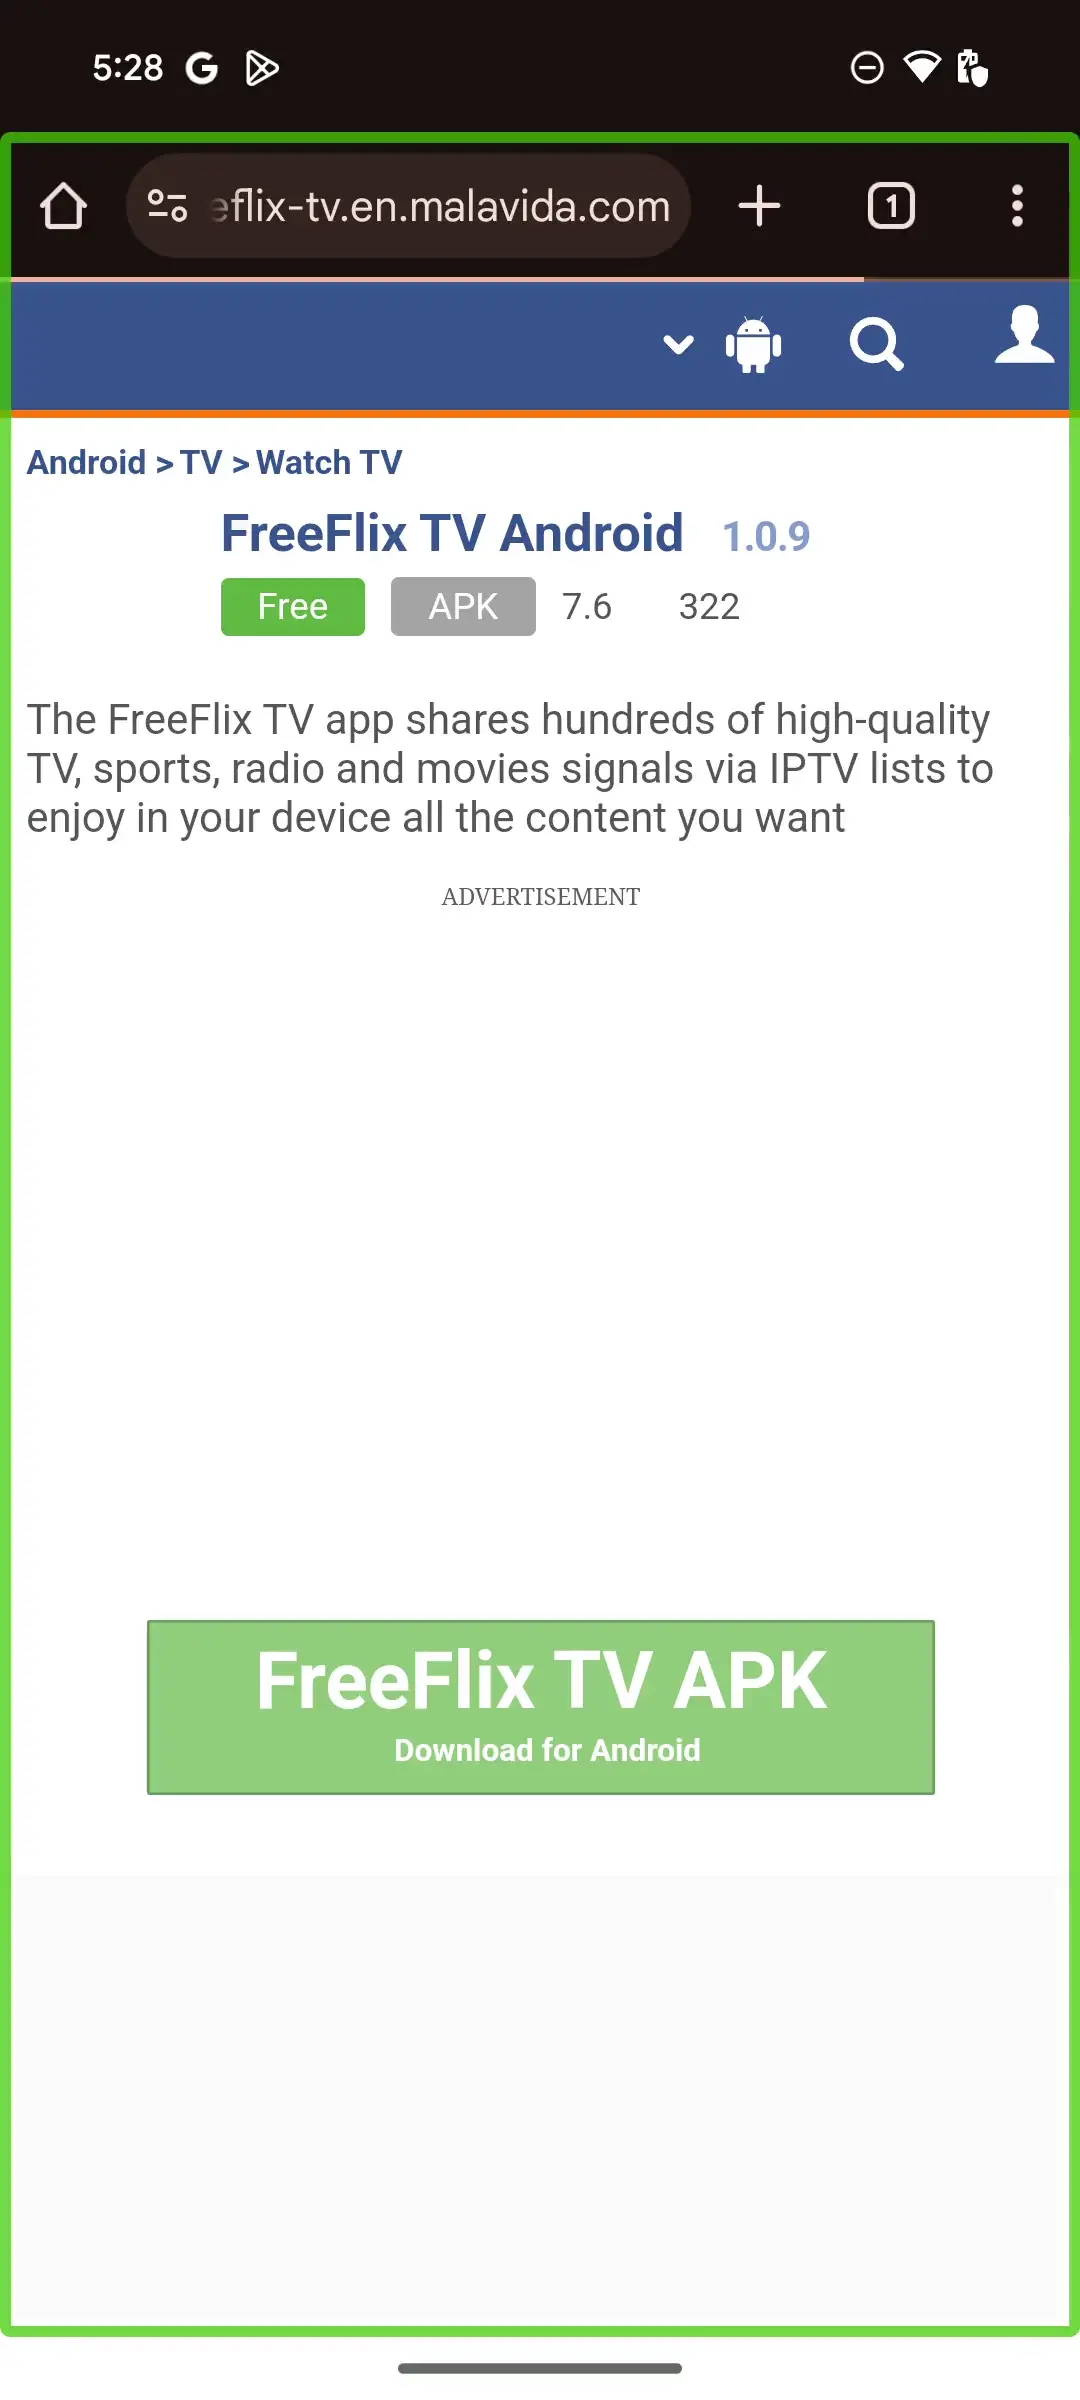 5:28
eflix-tv.en.malavida.com
1
Android > TV > Watch TV
FreeFlix TV Android 1.0.9
Free APK 7.6 322
The FreeFlix TV app shares hundreds of high-quality
TV, sports, radio and movies signals via IPTV lists to
enjoy in your device all the content you want
ADVERTISEMENT
FreeFlix TV APK
Download for Android